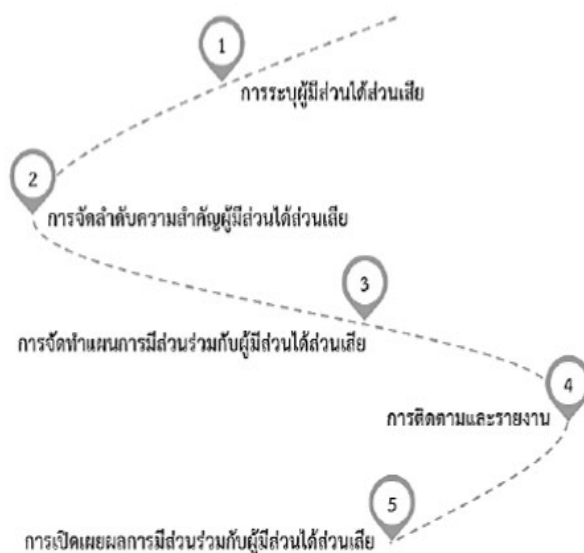 1
การระบุผู้มีส่วนได้ส่วนเสีย
2
การจัดลำดับความสำคัญผู้มีส่วนได้ส่วนเสีย
3
การจัดทำแผนการมีส่วนร่วมกับผู้มีส่วนได้ส่วนเสีย
4
การติดตามและรายงาน
5
การเปิดเผยผลการมีส่วนร่วมกับผู้มีส่วนได้ส่วนเสีย